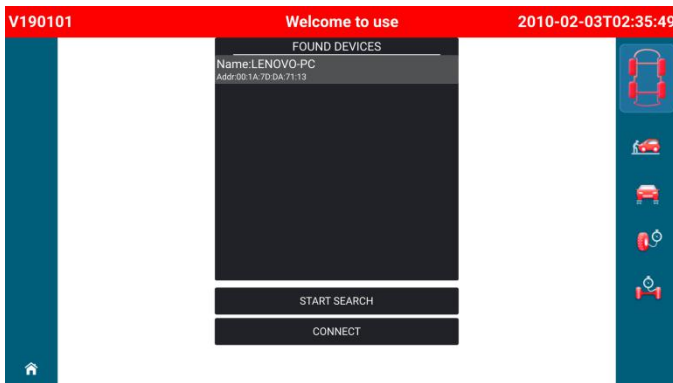 V190101 Welcome to use 2010-02-03T02:35:49
FOUND DEVICES
Name:LENOVO-PC
Addr:00:1A:7D:DA:71:13
START SEARCH
CONNECT